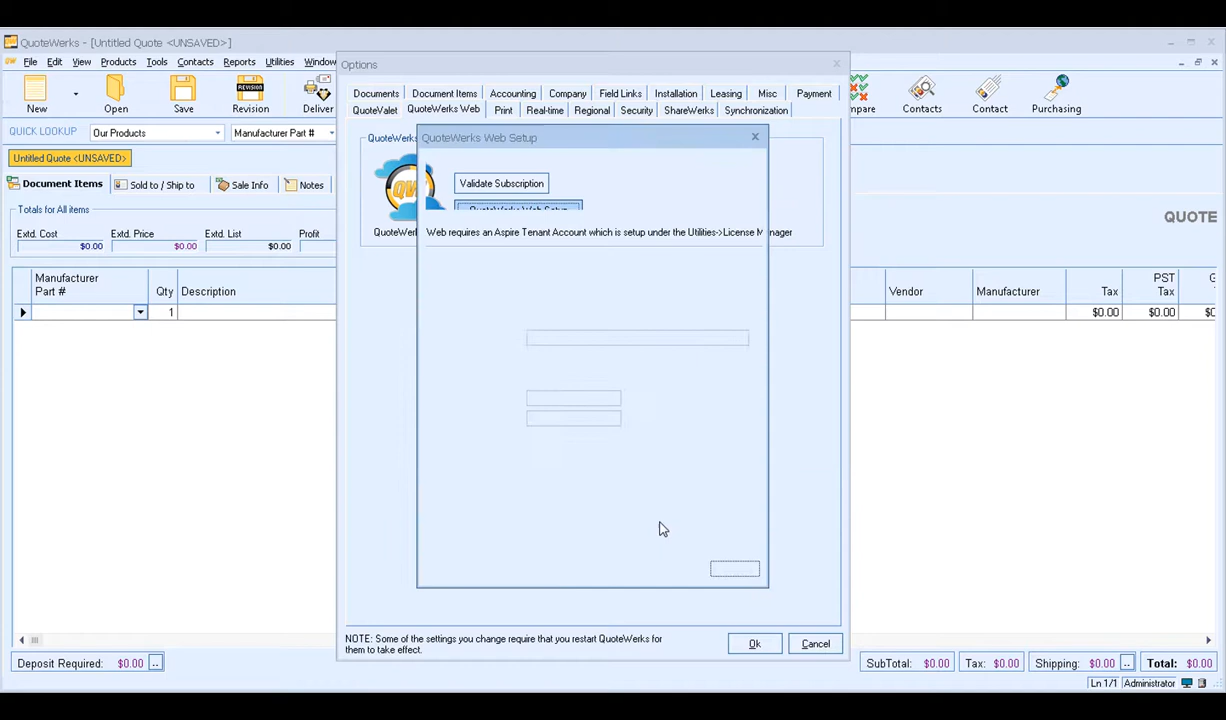 QuoteWerks - [Untitled Quote <UNSAVED>]
File Edit View Products Tools Contacts Reports Utilities Window
New Open Save Revision Deliver Contacts Contact Purchasing
REVISION
QUICK LOOKUP Our Products Manufacturer Part #
Untitled Quote <UNSAVED>
Document Items Sold to / Ship to Sale Info Notes
Totals for All items
Extd. Cost Extd. Price Extd. List Profit
$0.00 $0.00 $0.00
QUOTE
Manufacturer
Part # Qty Description Vendor Manufacturer Tax PST
Tax
1 $0.00 $0.00 $0.00
Options
Documents Document Items Accounting Company Field Links Installation Leasing Misc Payment
QuoteValet QuoteWerks Web Print Real-time Regional Security ShareWerks Synchronization
QuoteWerks
QuoteWerks Web Setup
QW
Validate Subscription
QuoteWerks Web Setup
QuoteWer
Web requires an Aspire Tenant Account which is setup under the Utilities->License M nager
NOTE: Some of the settings you change require that you restart QuoteWerks for
them to take effect.
Ok Cancel
Deposit Required: $0.00 ... SubTotal: $0.00 Tax: $0.00 Shipping: $0.00 ... Total: $0.00
Ln 1/1 Administrator